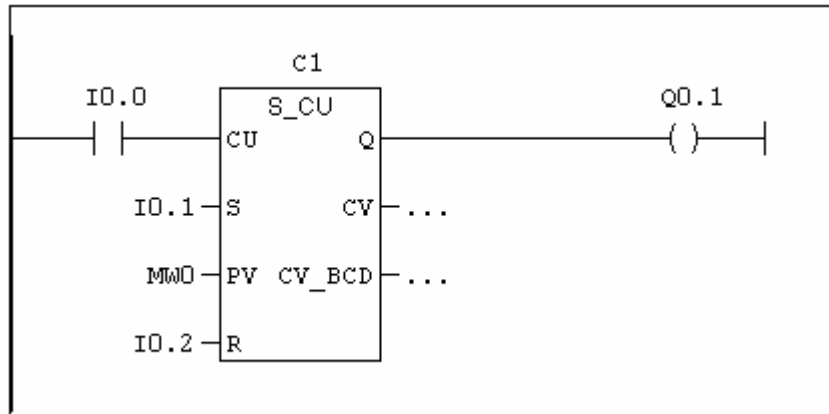 C1
I0.0
S_CU
Q0.1
CU Q
I0.1 S CV ...
MW0 PV CV_BCD ...
I0.2 R